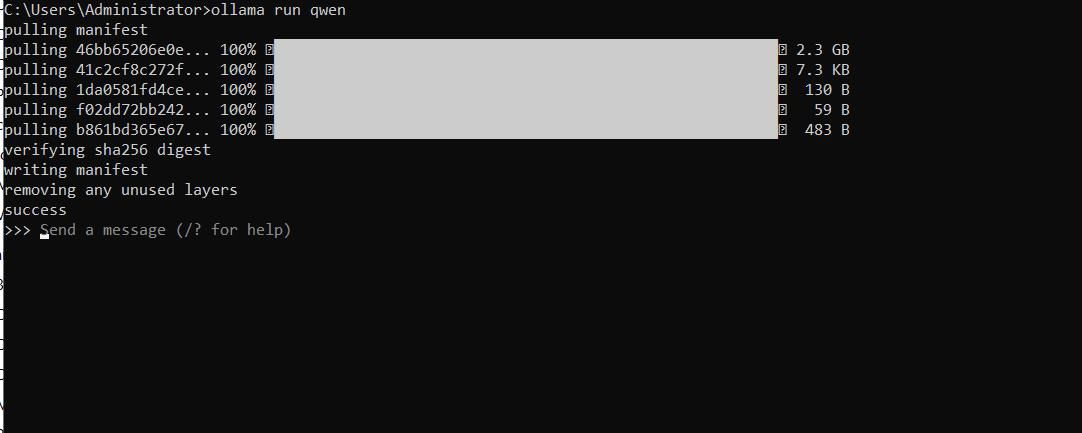 C:\Users\Administrator>ollama run qwen
pulling manifest
pulling 46bb65206e0e... 100% 2.3 GB
pulling 41c2cf8c272f... 100% 7.3 KB
pulling 1da0581fd4ce... 100% 130 B
pulling f02dd72bb242... 100% 59 B
pulling b861bd365e67... 100% 483 B
verifying sha256 digest
writing manifest
removing any unused layers
success
>>> Send a message (/? for help)